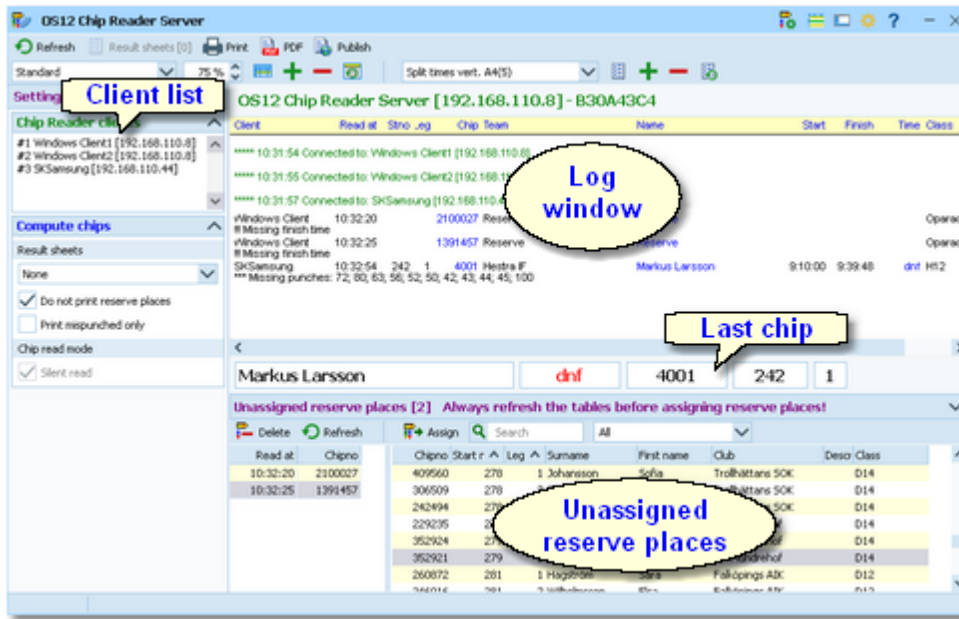 OS12 Chip Reader Server
?
Refresh Result sheets [0] Print PDF Publish
Standard 75 % Split times vert. A4(5)
Client list
Chip Reader
#1 Windows Client1 [192.168.110.8]
#2 Windows Client2 [192.168.110.8]
#3 SKSamsung [192.168.110.44]
Compute chips
Result sheets
None
Do not print reserve places
Print mispunched only
Chip read mode
Silent read
OS12 Chip Reader Server [192.168.110.8] - B30A43C4
Client Read at Stno Leg Chip Team Name Start Finish Time Class
***** 10:31:54 Connected to: Windows Client1 [192.168.110.8]
***** 10:31:55 Connected to: Windows Client2 [192.168.1
***** 10:31:57 Connected to: SKSamsung [192.168.110.4
Log window
Windows Client 10:32:20 2100027 Reserve
!! Missing finish time
Windows Client 10:32:25 1391457 Reserve Reserve
!! Missing finish time
SKSamsung 10:32:54 242 1 4001 Hestra IF Markus Larsson 9:10:00 9:39:48 dnf H12
*** Missing punches: 72, 80, 63, 56, 52, 50, 42, 43, 44, 45, 100
Last chip
Markus Larsson dnf 4001 242 1
Unassigned reserve places [2] Always refresh the tables before assigning reserve places!
Delete Refresh Assign Search All
Read at Chipno
10:32:20 2100027
10:32:25 1391457
Chipno Start r Leg Surname First name Club Descr Class
409560 278 1 Johansson Sofia Trollhättans SOK D14
306509 278 Trollhättans SOK D14
242494 SOK D14
229235 D14
352924 D14
352921 279 D14
260872 281 1 Hagström Sara Falköpings AIK D12
Unassigned reserve places